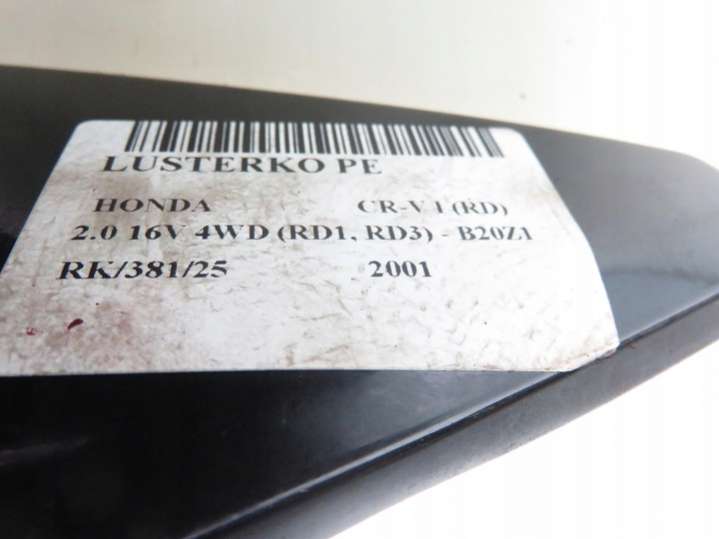 LUSTERKO PE
HONDA CR-V I (RD)
2.0 16V 4WD (RD1, RD3) - B20Z1
RK/381/25 2001